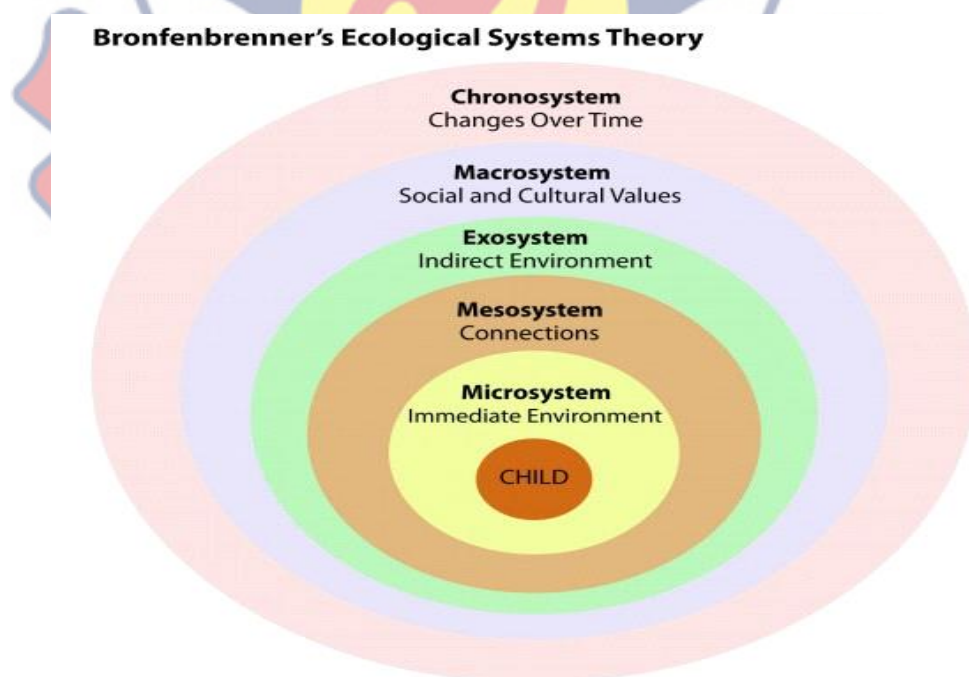 Bronfenbrenner's Ecological Systems Theory
Chronosystem
Changes Over Time
Macrosystem
Social and Cultural Values
Exosystem
Indirect Environment
Mesosystem
Connections
Microsystem
Immediate Environment
CHILD